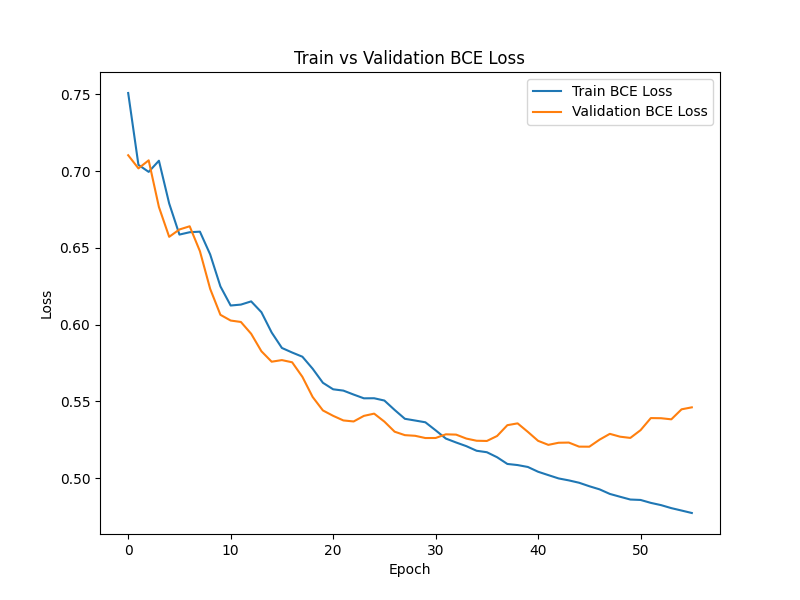 Train vs Validation BCE Loss
Train BCE Loss
Validation BCE Loss
0.75
0.70
0.65
0.60
0.55
0.50
Loss
0 10 20 30 40 50
Epoch